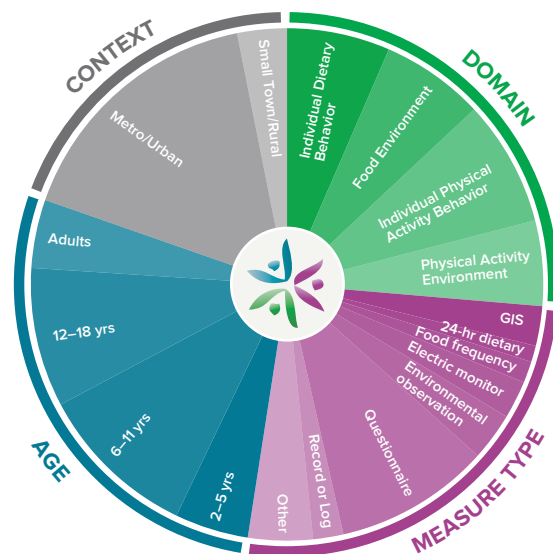 CONTEXT
DOMAIN
Small Town/Rural
Individual Dietary
Behavior
Food Environment
Individual Physical
Activity Behavior
Physical Activity
Environment
GIS
24-hr dietary
Food frequency
Electric monitor
Environmental
observation
Questionnaire
Record or Log
Other
MEASURE TYPE
2–5 yrs
6–11 yrs
12–18 yrs
Adults
AGE
Metro/Urban